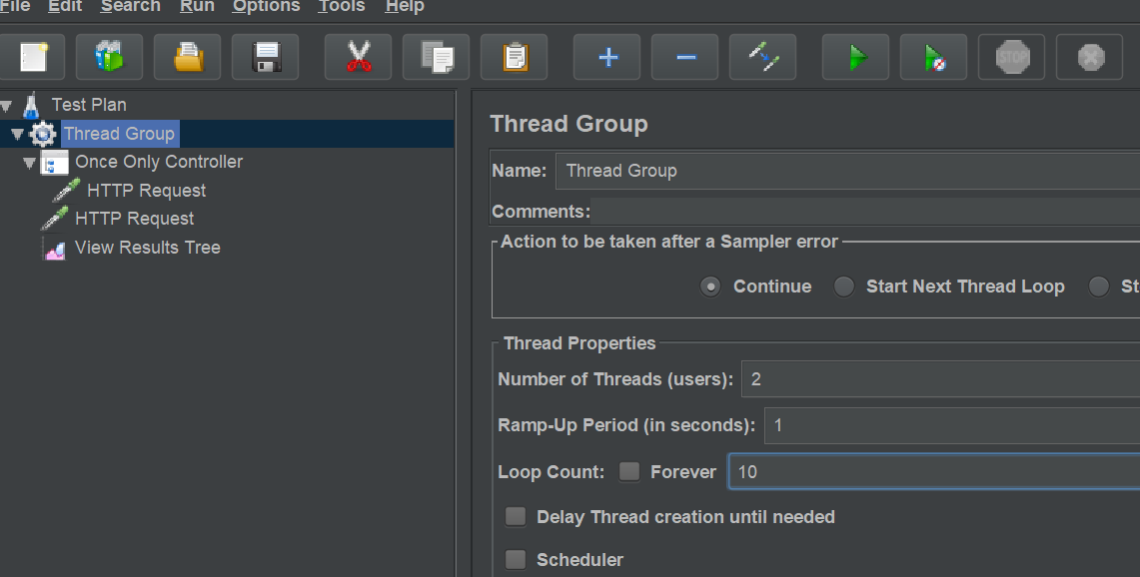 File Edit Search Run Options Tools Help
STOP
Test Plan
Thread Group
Once Only Controller
HTTP Request
HTTP Request
View Results Tree
Thread Group
Name: Thread Group
Comments:
Action to be taken after a Sampler error
Continue Start Next Thread Loop St
Thread Properties
Number of Threads (users): 2
Ramp-Up Period (in seconds): 1
Loop Count: Forever 10
Delay Thread creation until needed
Scheduler